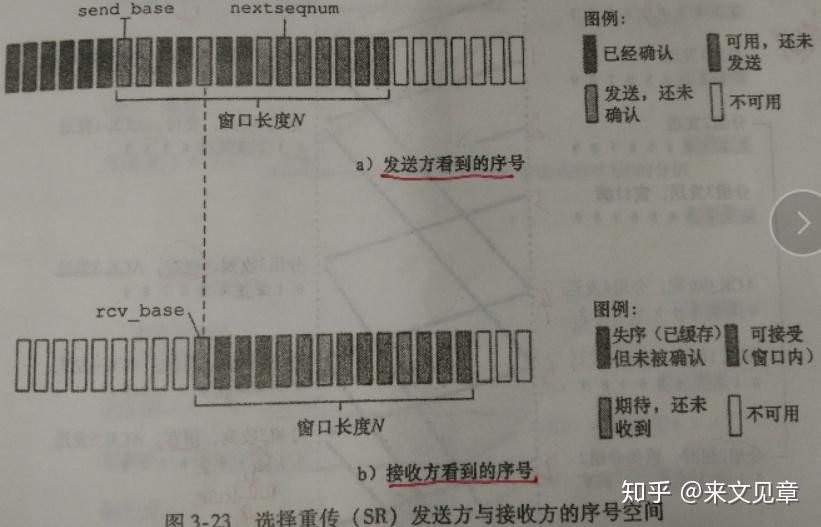 send_base
nextseqnum
图例:
已经确认
可用,还未
发送
发送,还未
确认
不可用
窗口长度N
a)发送方看到的序号
rcv_base
图例:
失序(已缓存)
但未被确认
可接受
(窗口内)
期待,还未
收到
不可用
窗口长度N
b)接收方看到的序号
图3-23 选择重传(SR)发送方与接收方的序号空间
知乎 @来文见章